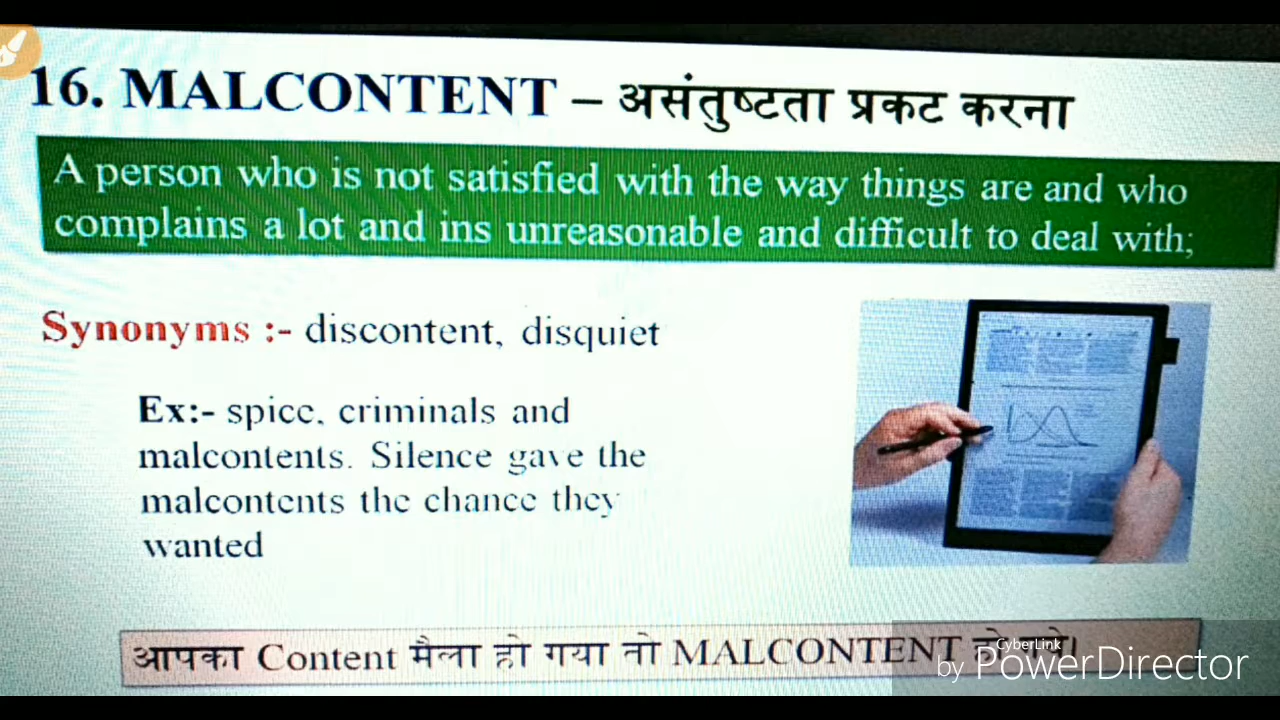 16. MALCONTENT – असंतुष्टता प्रकट करना
A person who is not satisfied with the way things are and who
complains a lot and ins unreasonable and difficult to deal with;
Synonyms :- discontent, disquiet
Ex:- spice, criminals and
malcontents. Silence gave the
malcontents the chance they
wanted
आपका Content मैला हो गया तो MALCONTENT
CyberLink
by PowerDirector